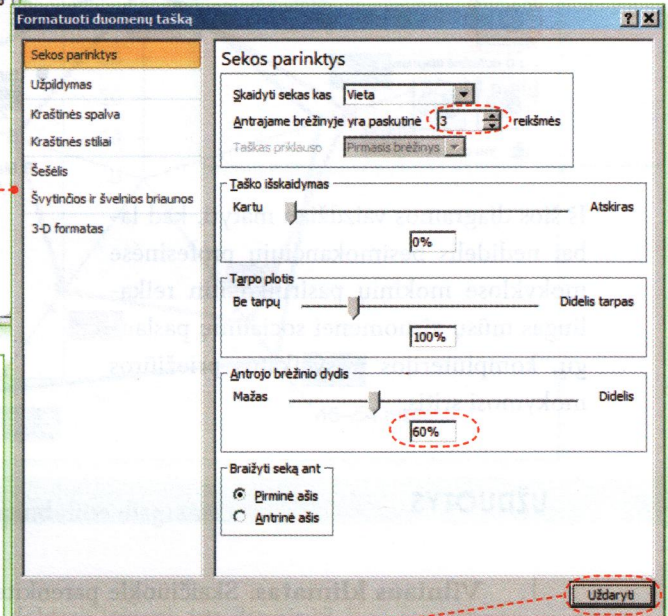 Formatuoti duomenų tašką
Sekos parinktys
Užpildymas
Kraštinės spalva
Kraštinės stiliai
Šešėlis
Švytinčios ir švelnios briaunos
3-D formatas
Sekos parinktys
Skaidyti sekas kas Vieta
Antrajame brėžinyje yra paskutinė 3 reikšmės
Taškas priklauso Pirmasis brėžinys
Taško išskaidymas
Kartu Atskiras
0%
Tarpo plotis
Be tarpų Didelis tarpas
100%
Antrojo brėžinio dydis
Mažas Didelis
60%
Braižyti seką ant
Pirminė ašis
Antrinė ašis
Uždaryti